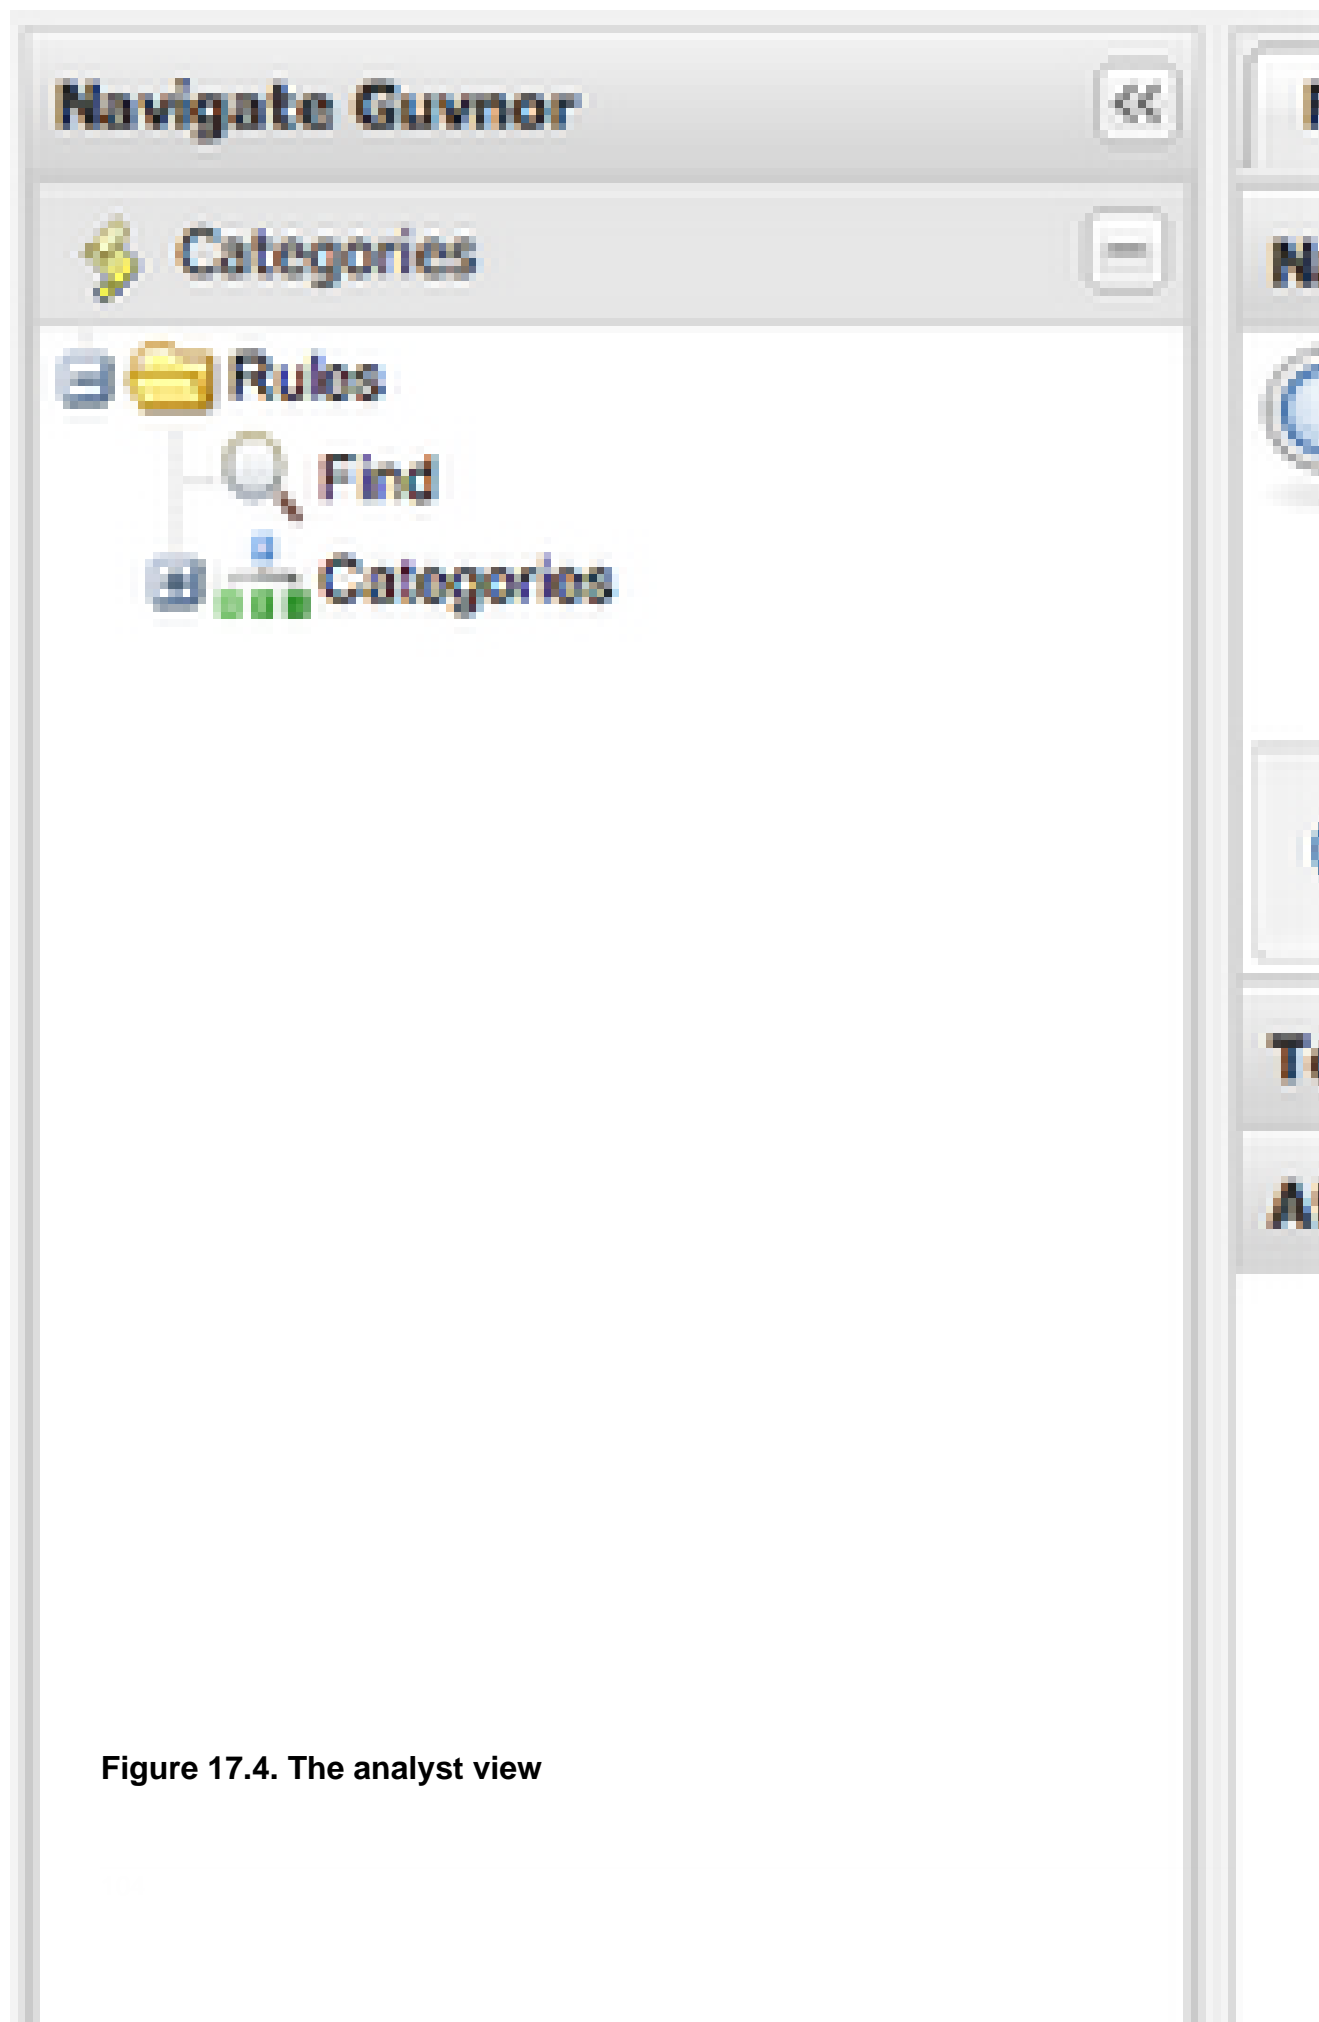 Navigate Guvnor
Categories
Rules
Find
Categories
Figure 17.4. The analyst view